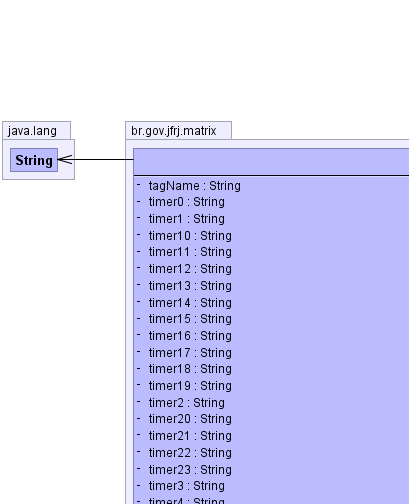 java.lang
br.gov.jfrj.matrix
String
- tagName : String
- timer0 : String
- timer1 : String
- timer10 : String
- timer11 : String
- timer12 : String
- timer13 : String
- timer14 : String
- timer15 : String
- timer16 : String
- timer17 : String
- timer18 : String
- timer19 : String
- timer2 : String
- timer20 : String
- timer21 : String
- timer22 : String
- timer23 : String
- timer3 : String
- timer4 : String